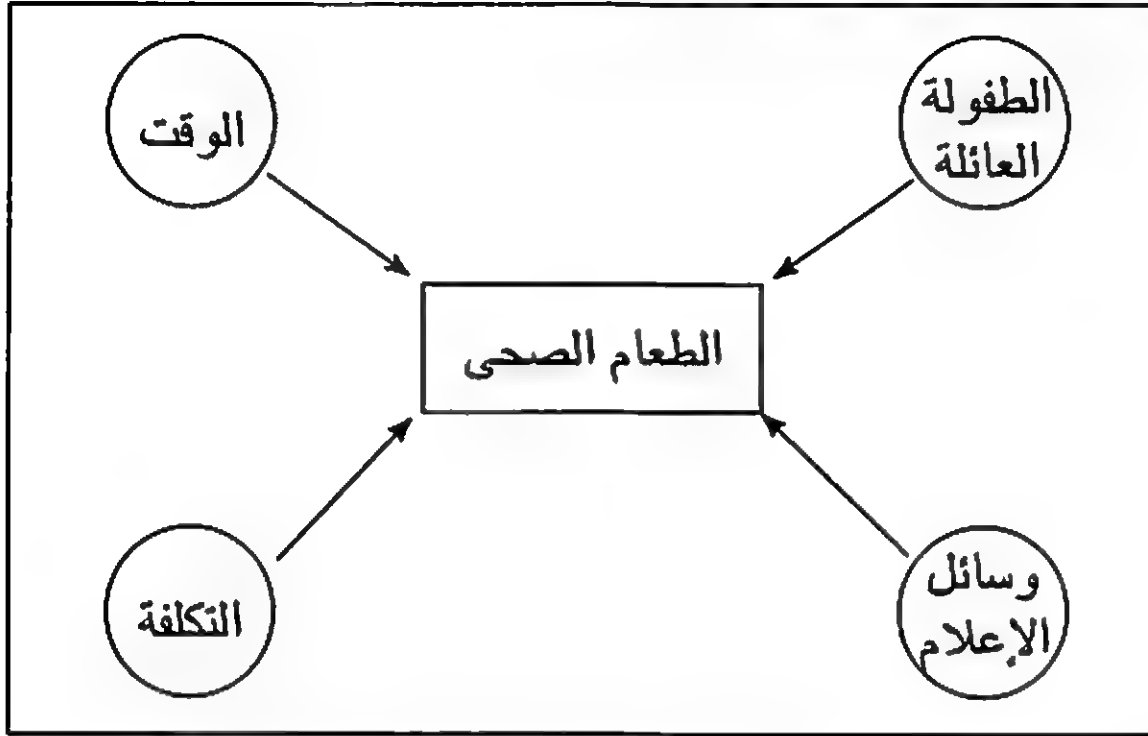 الطفولة
العائلة
الوقت
الطعام الصحى
وسائل
الإعلام
التكلفة